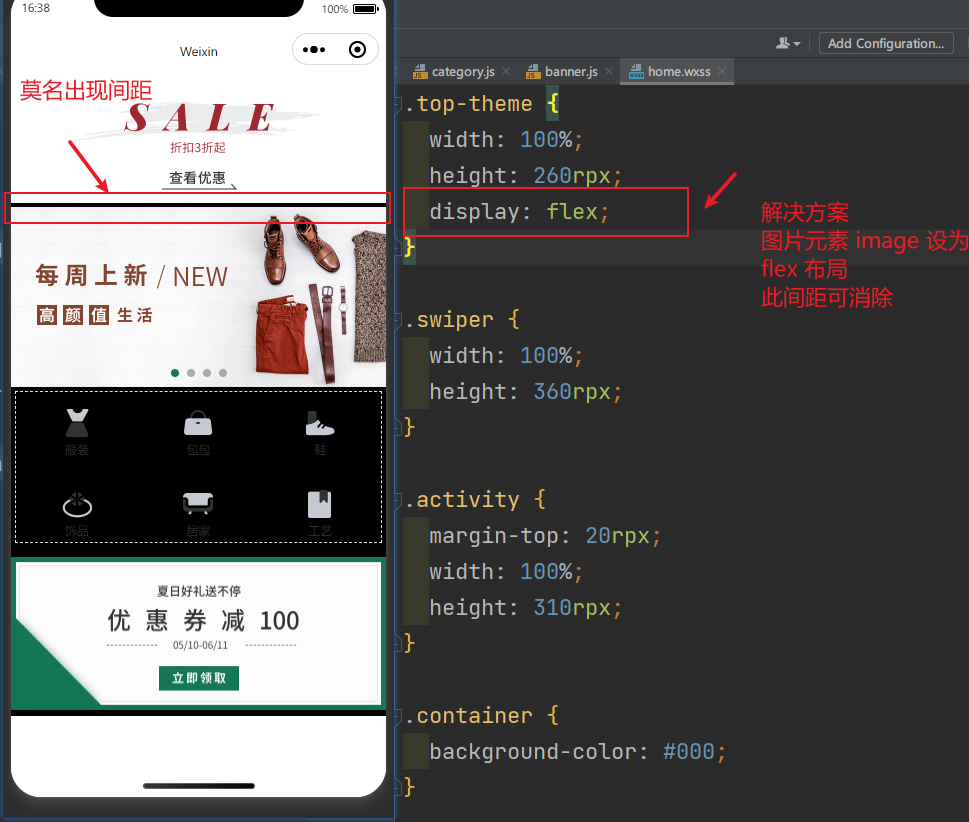 16:38
100%
Weixin
莫名出现间距
SALE
折扣3折起
查看优惠
每周上新 / NEW
高颜值生活
服装
包包
鞋
饰品
居家
工艺
夏日好礼送不停
优惠券减 100
05/10-06/11
立即领取
Add Configuration...
category.js
banner.js
home.wxss
.top-theme {
width: 100%;
height: 260rpx;
display: flex;
}
.swiper {
width: 100%;
height: 360rpx;
}
.activity {
margin-top: 20rpx;
width: 100%;
height: 310rpx;
}
.container {
background-color: #000;
}
解决方案
图片元素 image 设为
flex 布局
此间距可消除